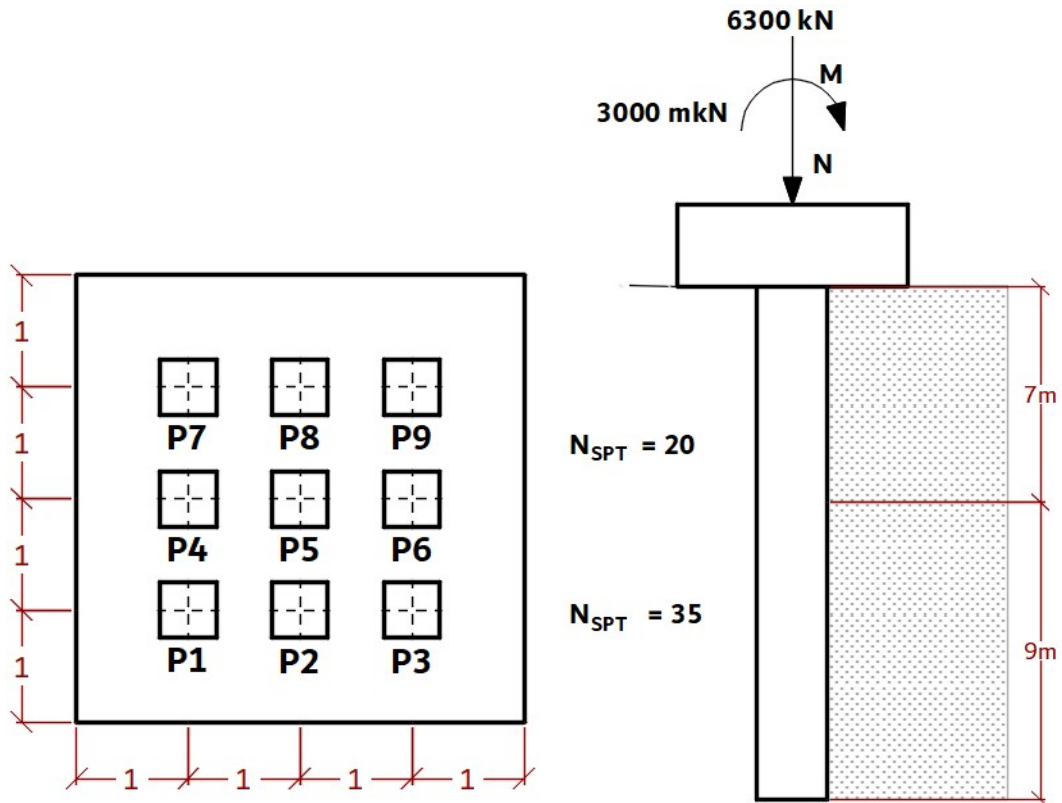 6300 kN
M
3000 mkN
N
1
1
1
1
P7 P8 P9
P4 P5 P6
P1 P2 P3
1 1 1 1
N_SPT = 20
N_SPT = 35
7m
9m